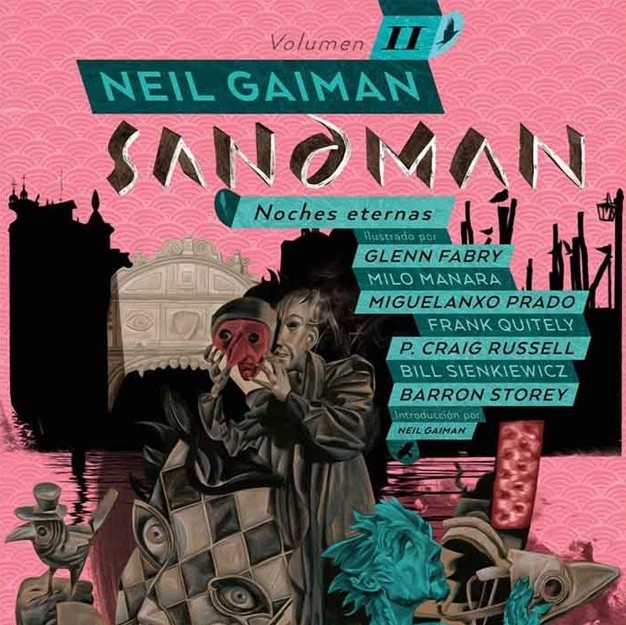 Volumen II
NEIL GAIMAN
SANDMAN
Noches eternas
Ilustrado por
GLENN FABRY
MILO MANARA
MIGUELANXO PRADO
FRANK QUITELY
P. CRAIG RUSSELL
BILL SIENKIEWICZ
BARRON STOREY
Introducción por
NEIL GAIMAN